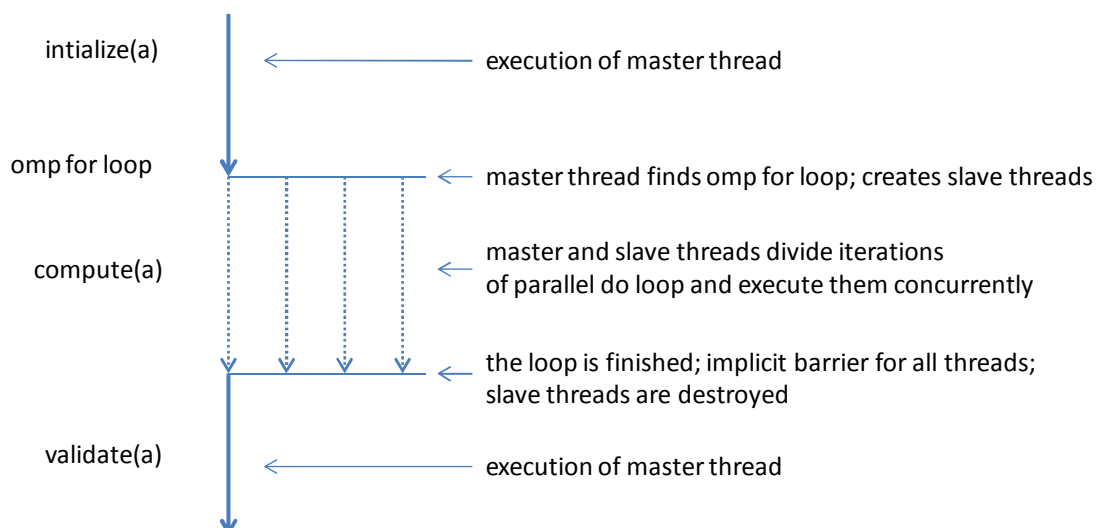 intialize(a)
execution of master thread
omp for loop
master thread finds omp for loop; creates slave threads
compute(a)
master and slave threads divide iterations
of parallel do loop and execute them concurrently
the loop is finished; implicit barrier for all threads;
slave threads are destroyed
validate(a)
execution of master thread